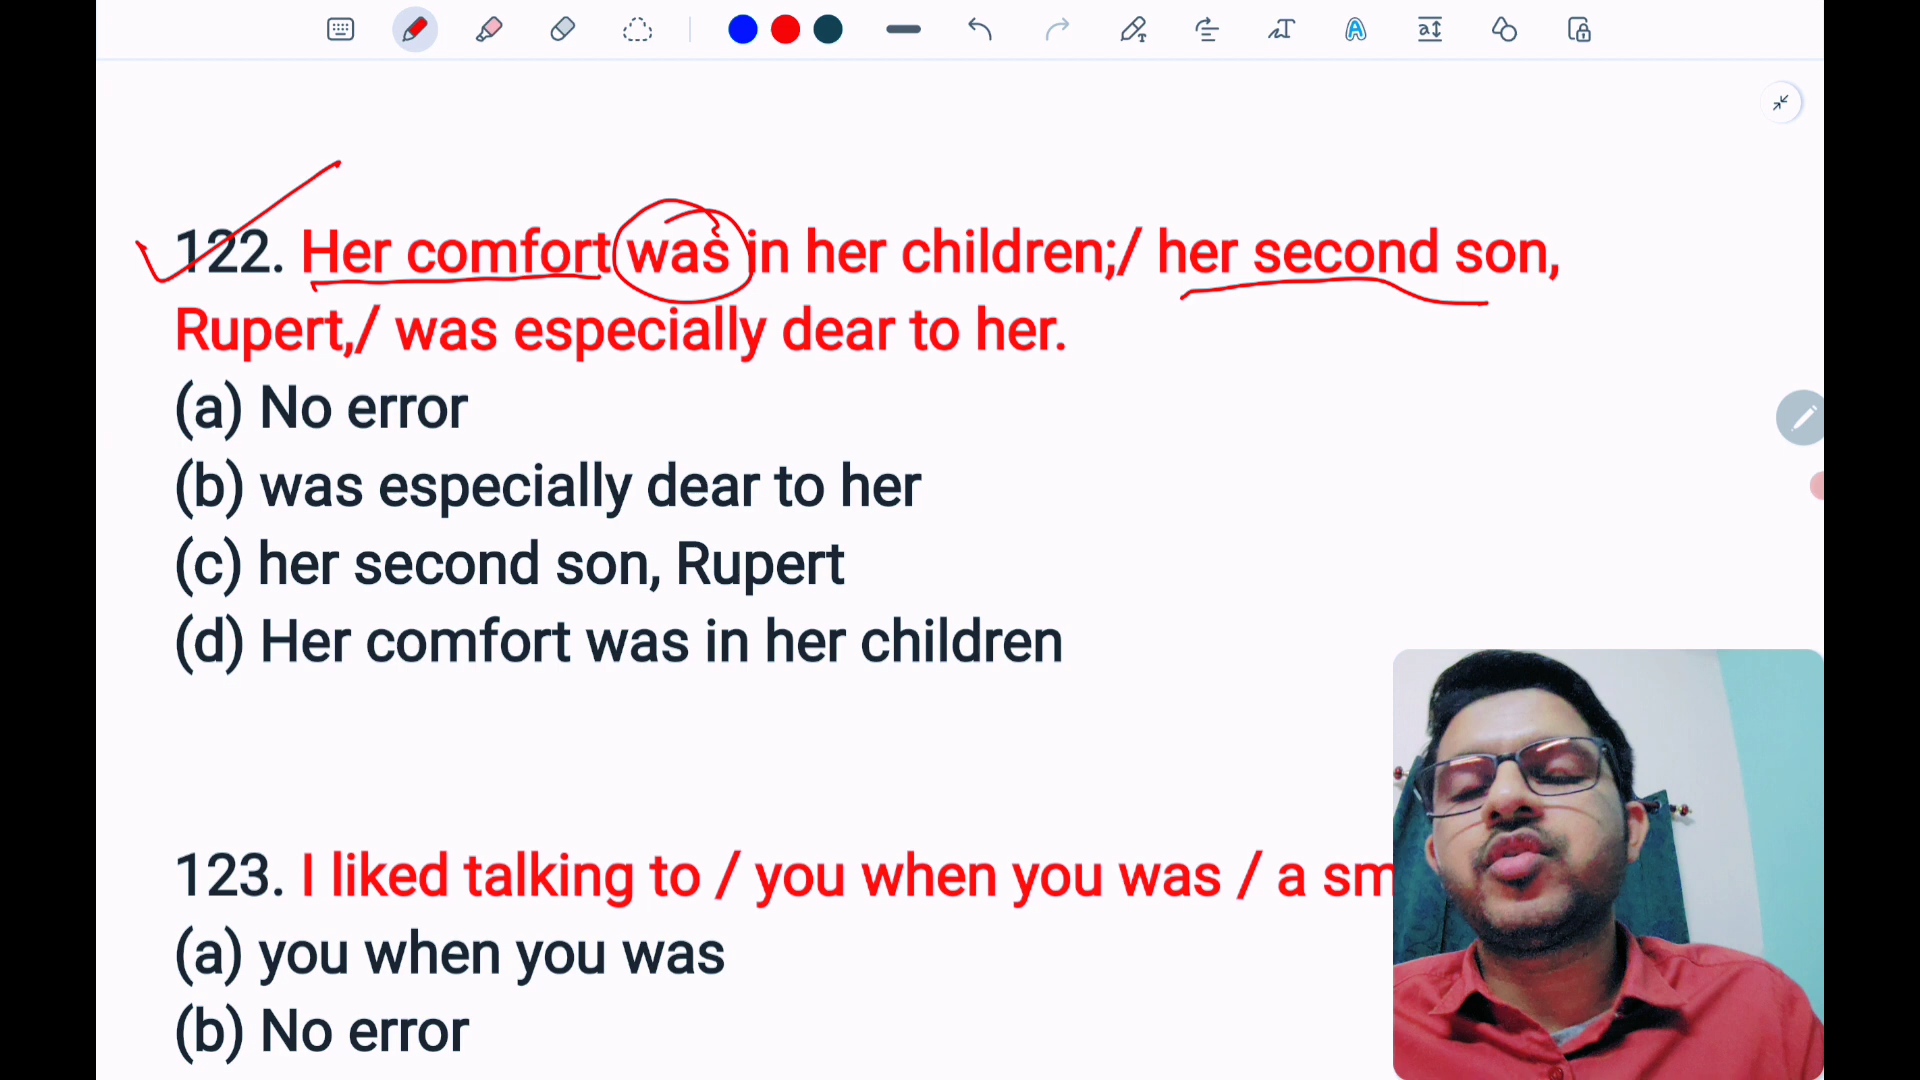 122. Her comfort was in her children;/ her second son,
Rupert,/ was especially dear to her.
(a) No error
(b) was especially dear to her
(c) her second son, Rupert
(d) Her comfort was in her children
123. I liked talking to / you when you was / a sm
(a) you when you was
(b) No error